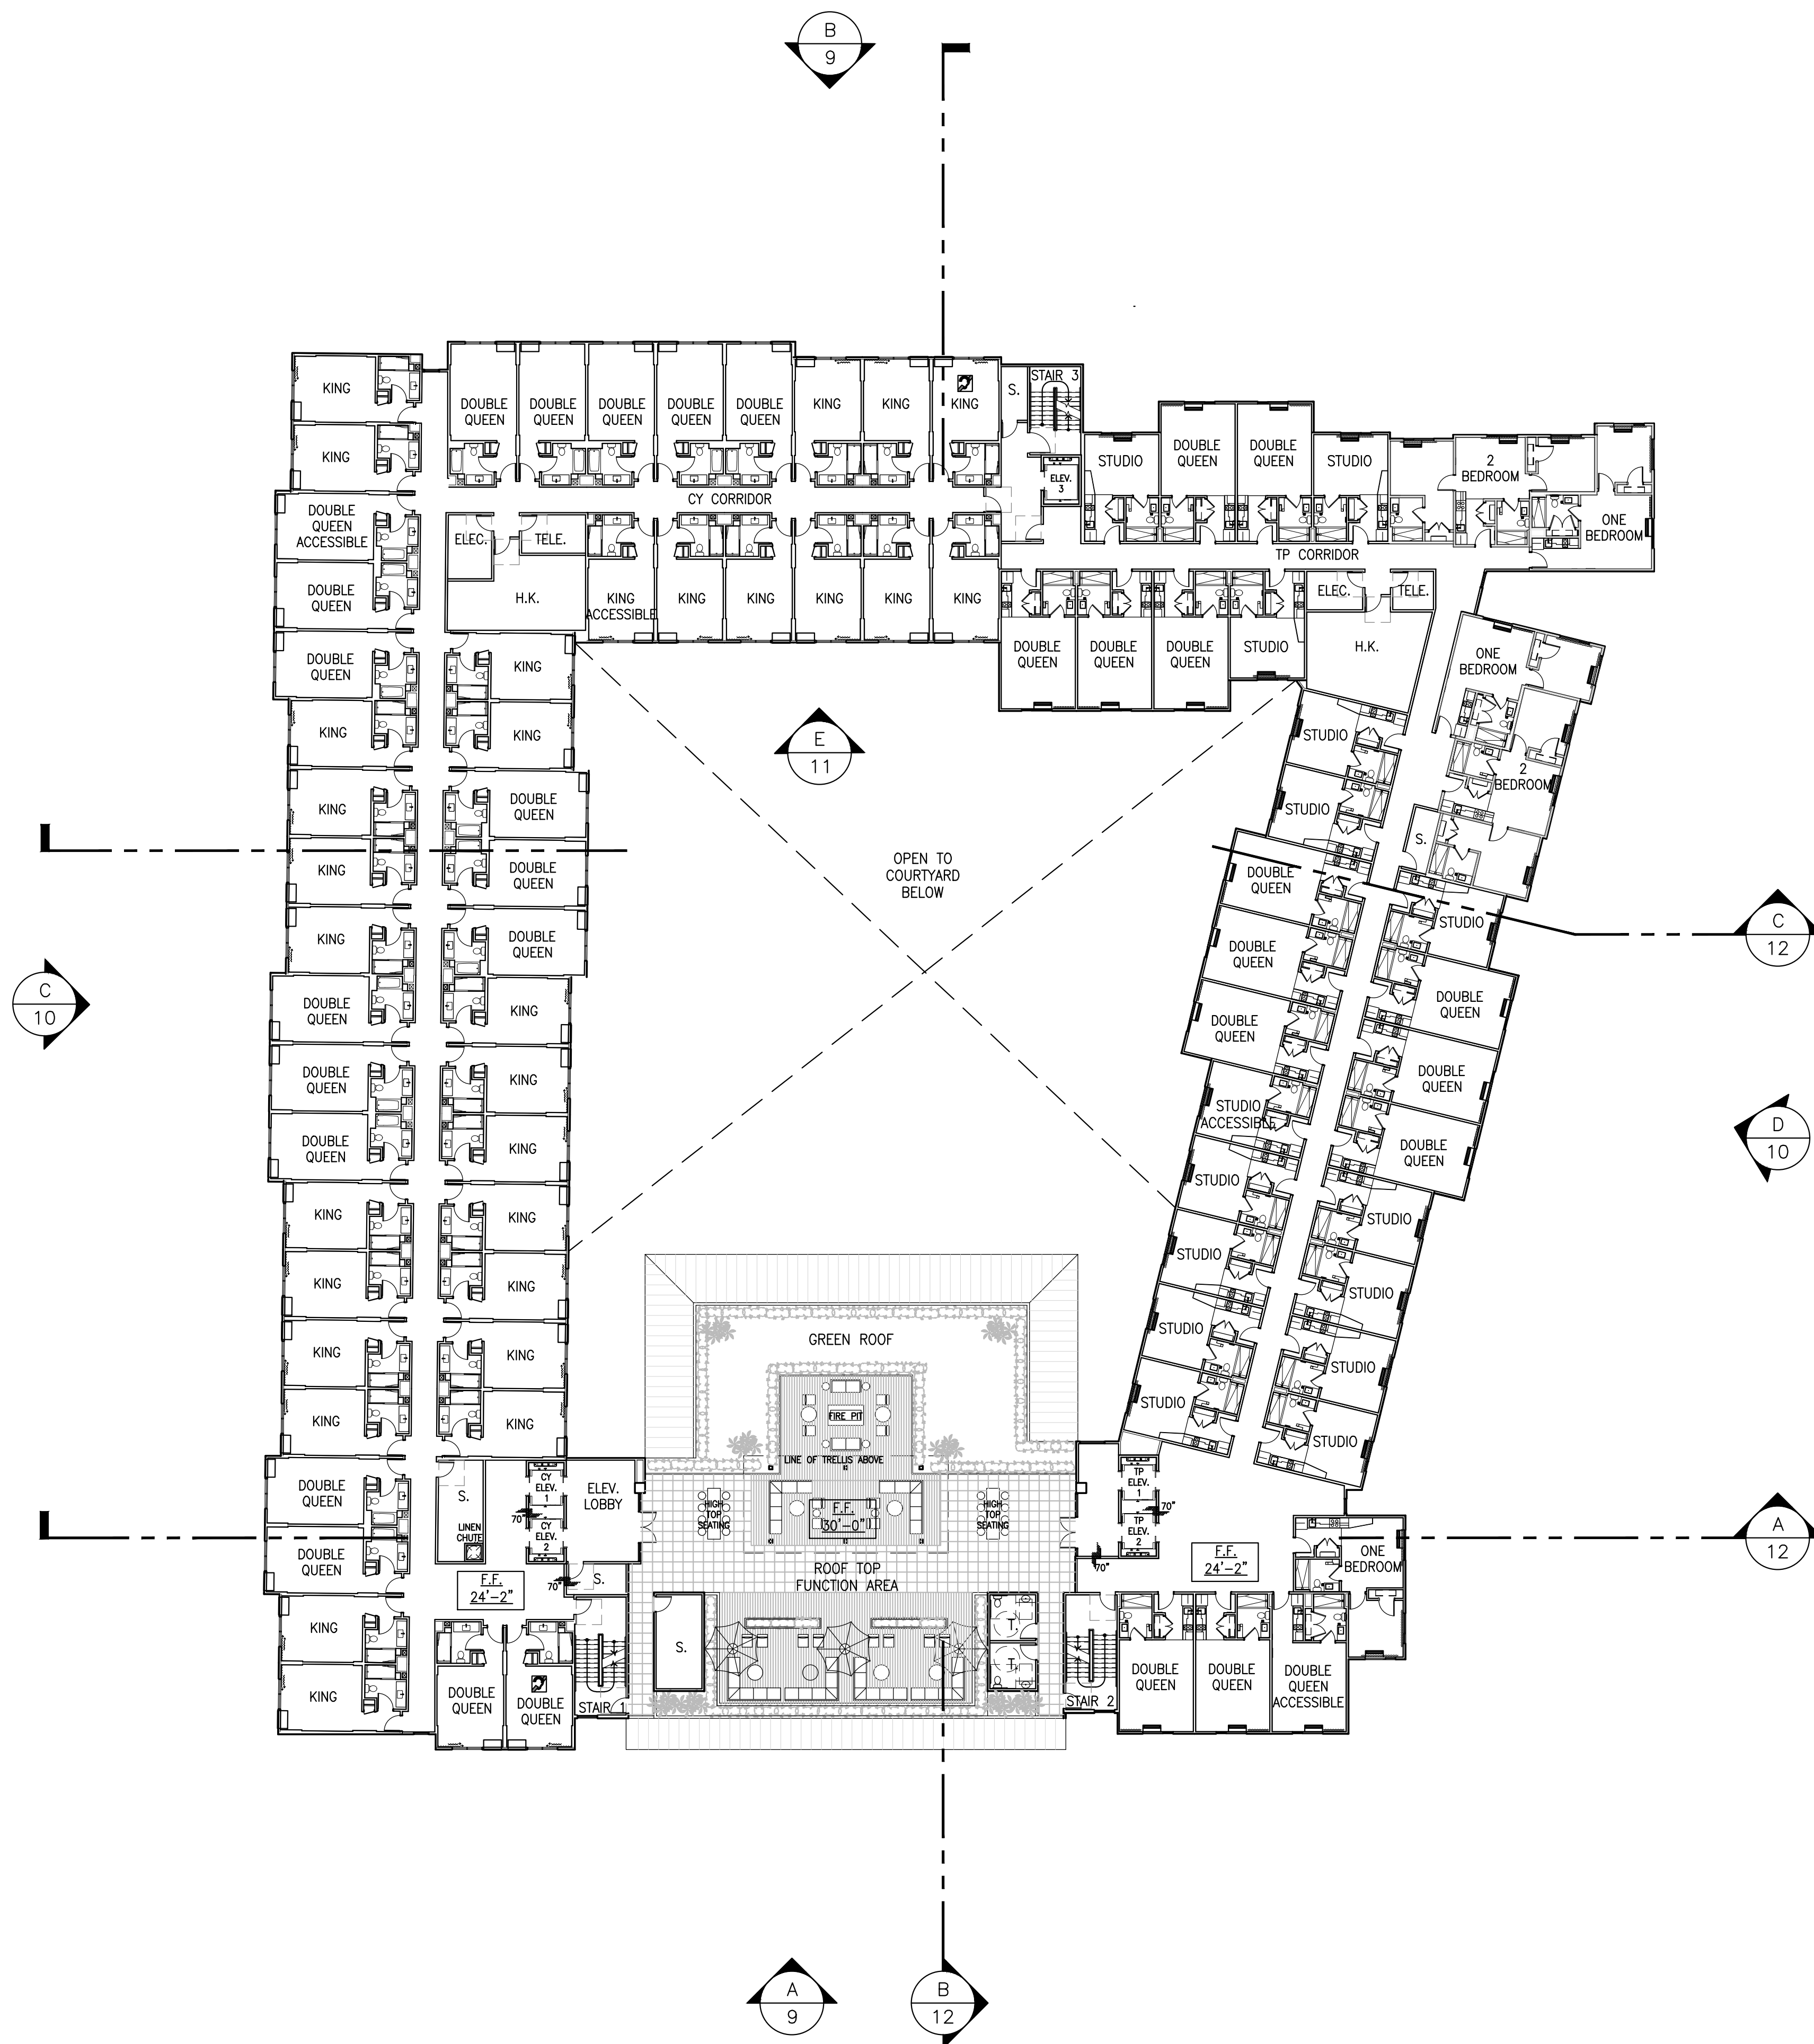 B
9
KING
KING
DOUBLE
QUEEN
DOUBLE
QUEEN
DOUBLE
QUEEN
DOUBLE
QUEEN
DOUBLE
QUEEN
KING
KING
KING
S.
STAIR 3
ELEV.
3
CY CORRIDOR
STUDIO
DOUBLE
QUEEN
DOUBLE
QUEEN
STUDIO
2
BEDROOM
ONE
BEDROOM
TP CORRIDOR
DOUBLE
QUEEN
ACCESSIBLE
DOUBLE
QUEEN
ELEC.
TELE.
H.K.
KING
ACCESSIBLE
KING
KING
KING
KING
KING
DOUBLE
QUEEN
DOUBLE
QUEEN
DOUBLE
QUEEN
STUDIO
ELEC.
TELE.
H.K.
DOUBLE
QUEEN
KING
KING
KING
KING
DOUBLE
QUEEN
DOUBLE
QUEEN
DOUBLE
QUEEN
KING
KING
DOUBLE
QUEEN
DOUBLE
QUEEN
DOUBLE
QUEEN
KING
KING
KING
KING
KING
KING
KING
KING
KING
KING
KING
KING
E
11
OPEN TO
COURTYARD
BELOW
ONE
BEDROOM
2
BEDROOM
S.
STUDIO
STUDIO
DOUBLE
QUEEN
DOUBLE
QUEEN
DOUBLE
QUEEN
STUDIO
ACCESSIBLE
STUDIO
STUDIO
STUDIO
STUDIO
STUDIO
DOUBLE
QUEEN
DOUBLE
QUEEN
DOUBLE
QUEEN
STUDIO
STUDIO
STUDIO
STUDIO
C
10
C
12
D
10
GREEN ROOF
FIRE PIT
LINE OF TRELLIS ABOVE
HIGH
TOP
SEATING
F.F.
30'-0"
HIGH
TOP
SEATING
ROOF TOP
FUNCTION AREA
S.
T
T
DOUBLE
QUEEN
DOUBLE
QUEEN
S.
LINEN
CHUTE
CY
ELEV.
1
70"
CY
ELEV.
2
ELEV.
LOBBY
70"
S.
F.F.
24'-2"
KING
KING
DOUBLE
QUEEN
DOUBLE
QUEEN
STAIR 1
TP
ELEV.
1
70"
TP
ELEV.
2
70"
F.F.
24'-2"
ONE
BEDROOM
STAIR 2
DOUBLE
QUEEN
DOUBLE
QUEEN
DOUBLE
QUEEN
ACCESSIBLE
A
12
A
9
B
12